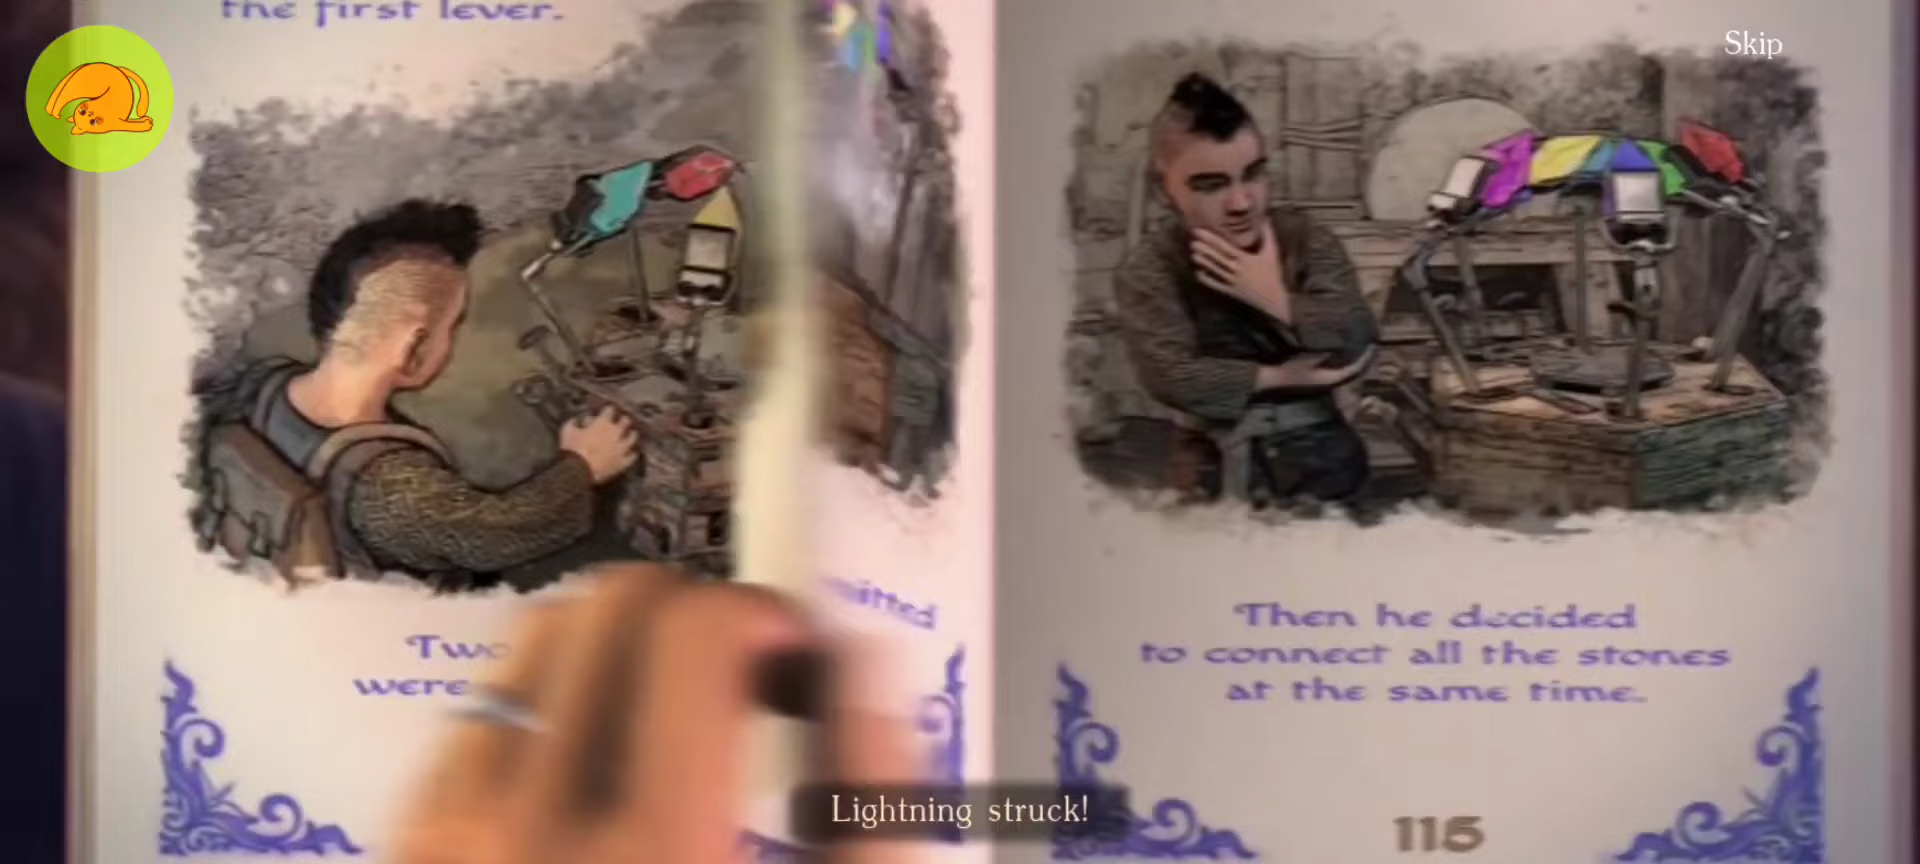 the first lever.
Skip
Two
were
mitted
Then he decided
to connect all the stones
at the same time.
Lightning struck!
115